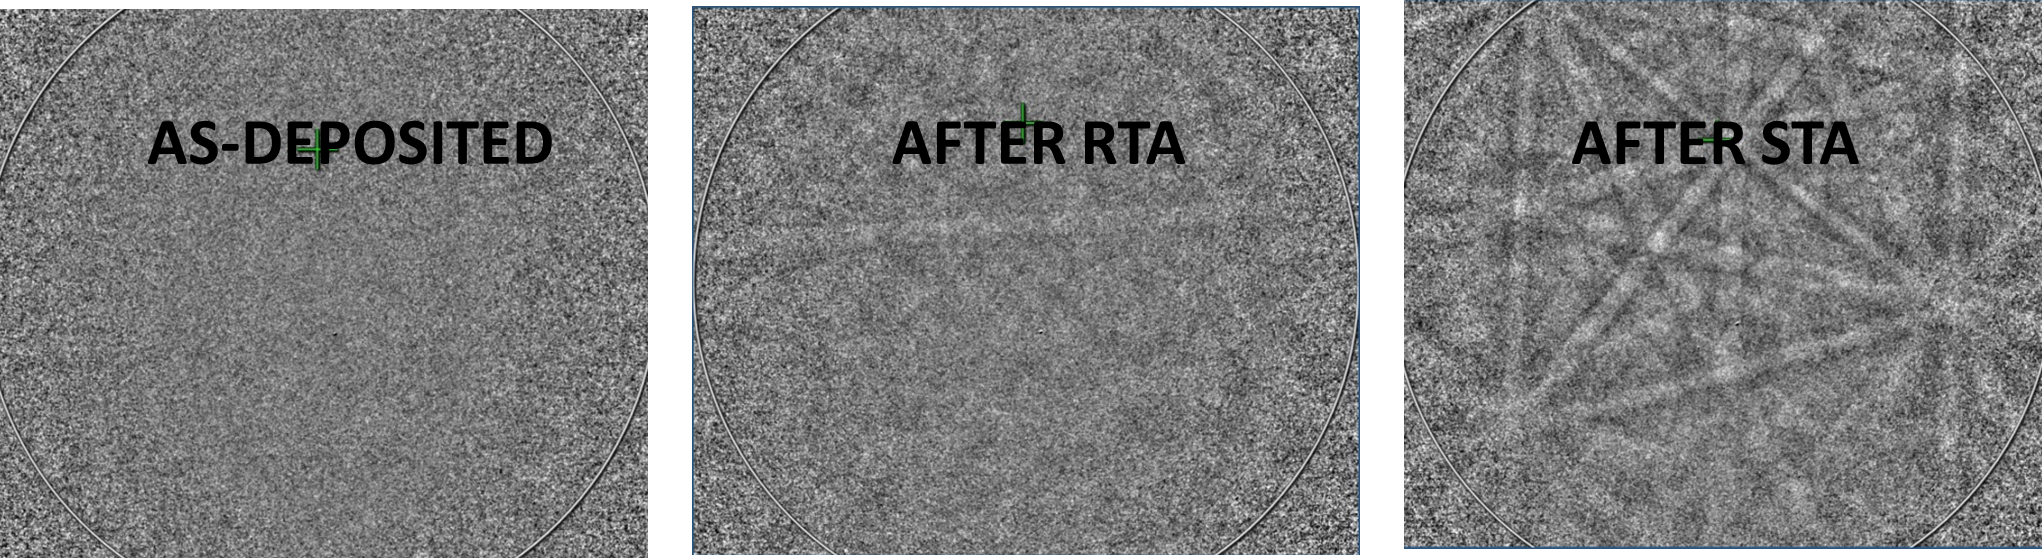 AS-DEPOSITED
AFTER RTA
AFTER STA